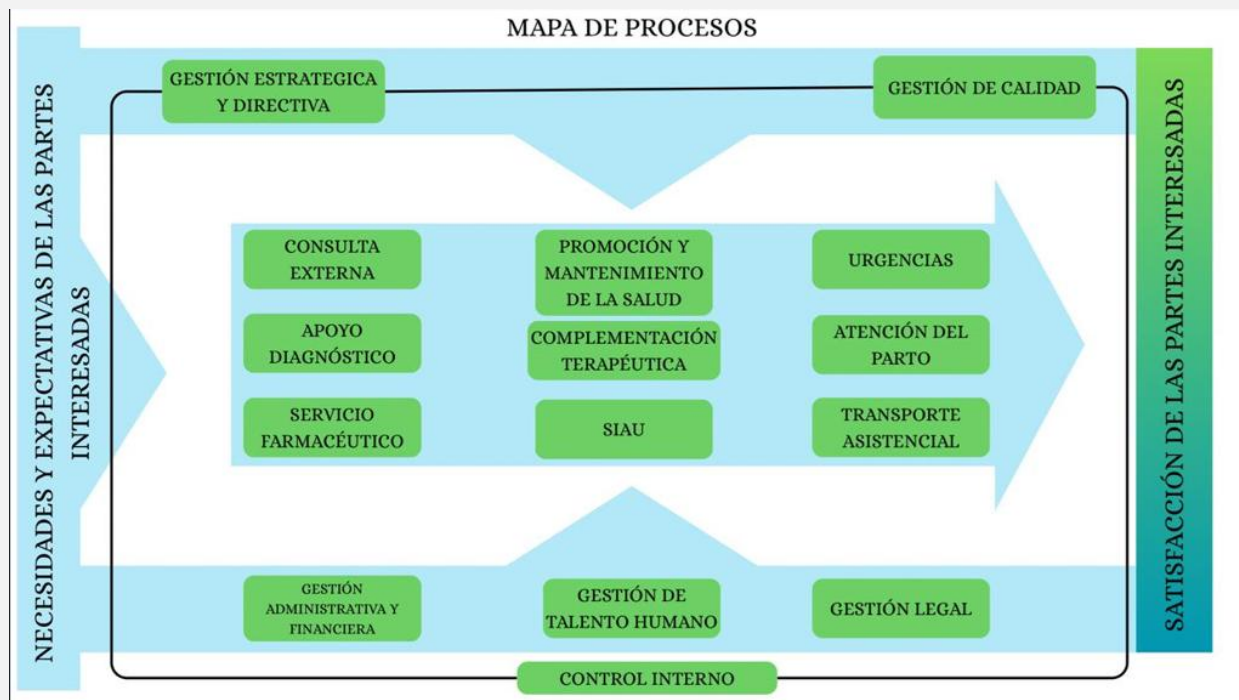 MAPA DE PROCESOS
NECESIDADES Y EXPECTATIVAS DE LAS PARTES
INTERESADAS
GESTIÓN ESTRATEGICA
Y DIRECTIVA
GESTIÓN DE CALIDAD
CONSULTA
EXTERNA
PROMOCIÓN Y
MANTENIMIENTO
DE LA SALUD
URGENCIAS
APOYO
DIAGNÓSTICO
COMPLEMENTACIÓN
TERAPÉUTICA
ATENCIÓN DEL
PARTO
SERVICIO
FARMACÉUTICO
SIAU
TRANSPORTE
ASISTENCIAL
GESTIÓN
ADMINISTRATIVA Y
FINANCIERA
GESTIÓN DE
TALENTO HUMANO
GESTIÓN LEGAL
CONTROL INTERNO
SATISFACCIÓN DE LAS PARTES INTERESADAS